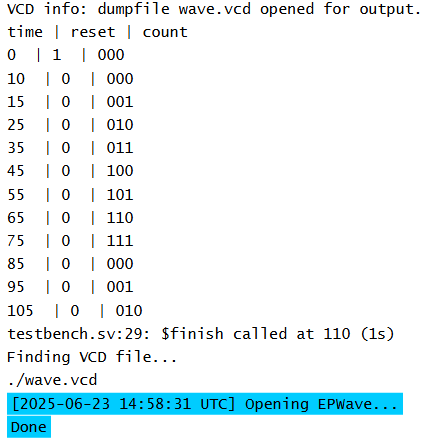 VCD info: dumpfile wave.vcd opened for output.
time | reset | count
0  | 1  | 000
10  | 0  | 000
15  | 0  | 001
25  | 0  | 010
35  | 0  | 011
45  | 0  | 100
55  | 0  | 101
65  | 0  | 110
75  | 0  | 111
85  | 0  | 000
95  | 0  | 001
105  | 0  | 010
testbench.sv:29: $finish called at 110 (1s)
Finding VCD file...
./wave.vcd
[2025-06-23 14:58:31 UTC] Opening EPWave...
Done